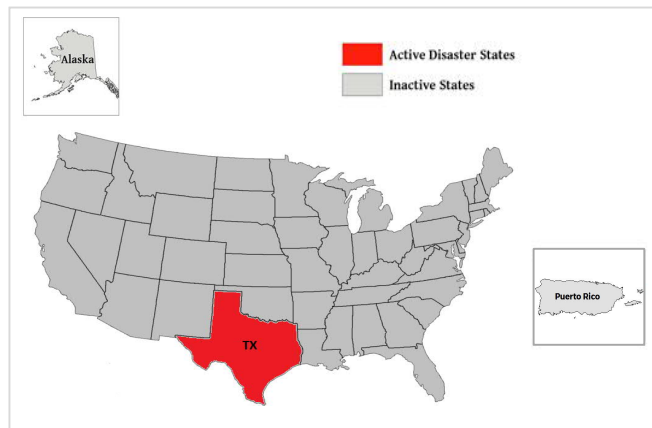 Alaska
Active Disaster States
Inactive States
Puerto Rico
TX